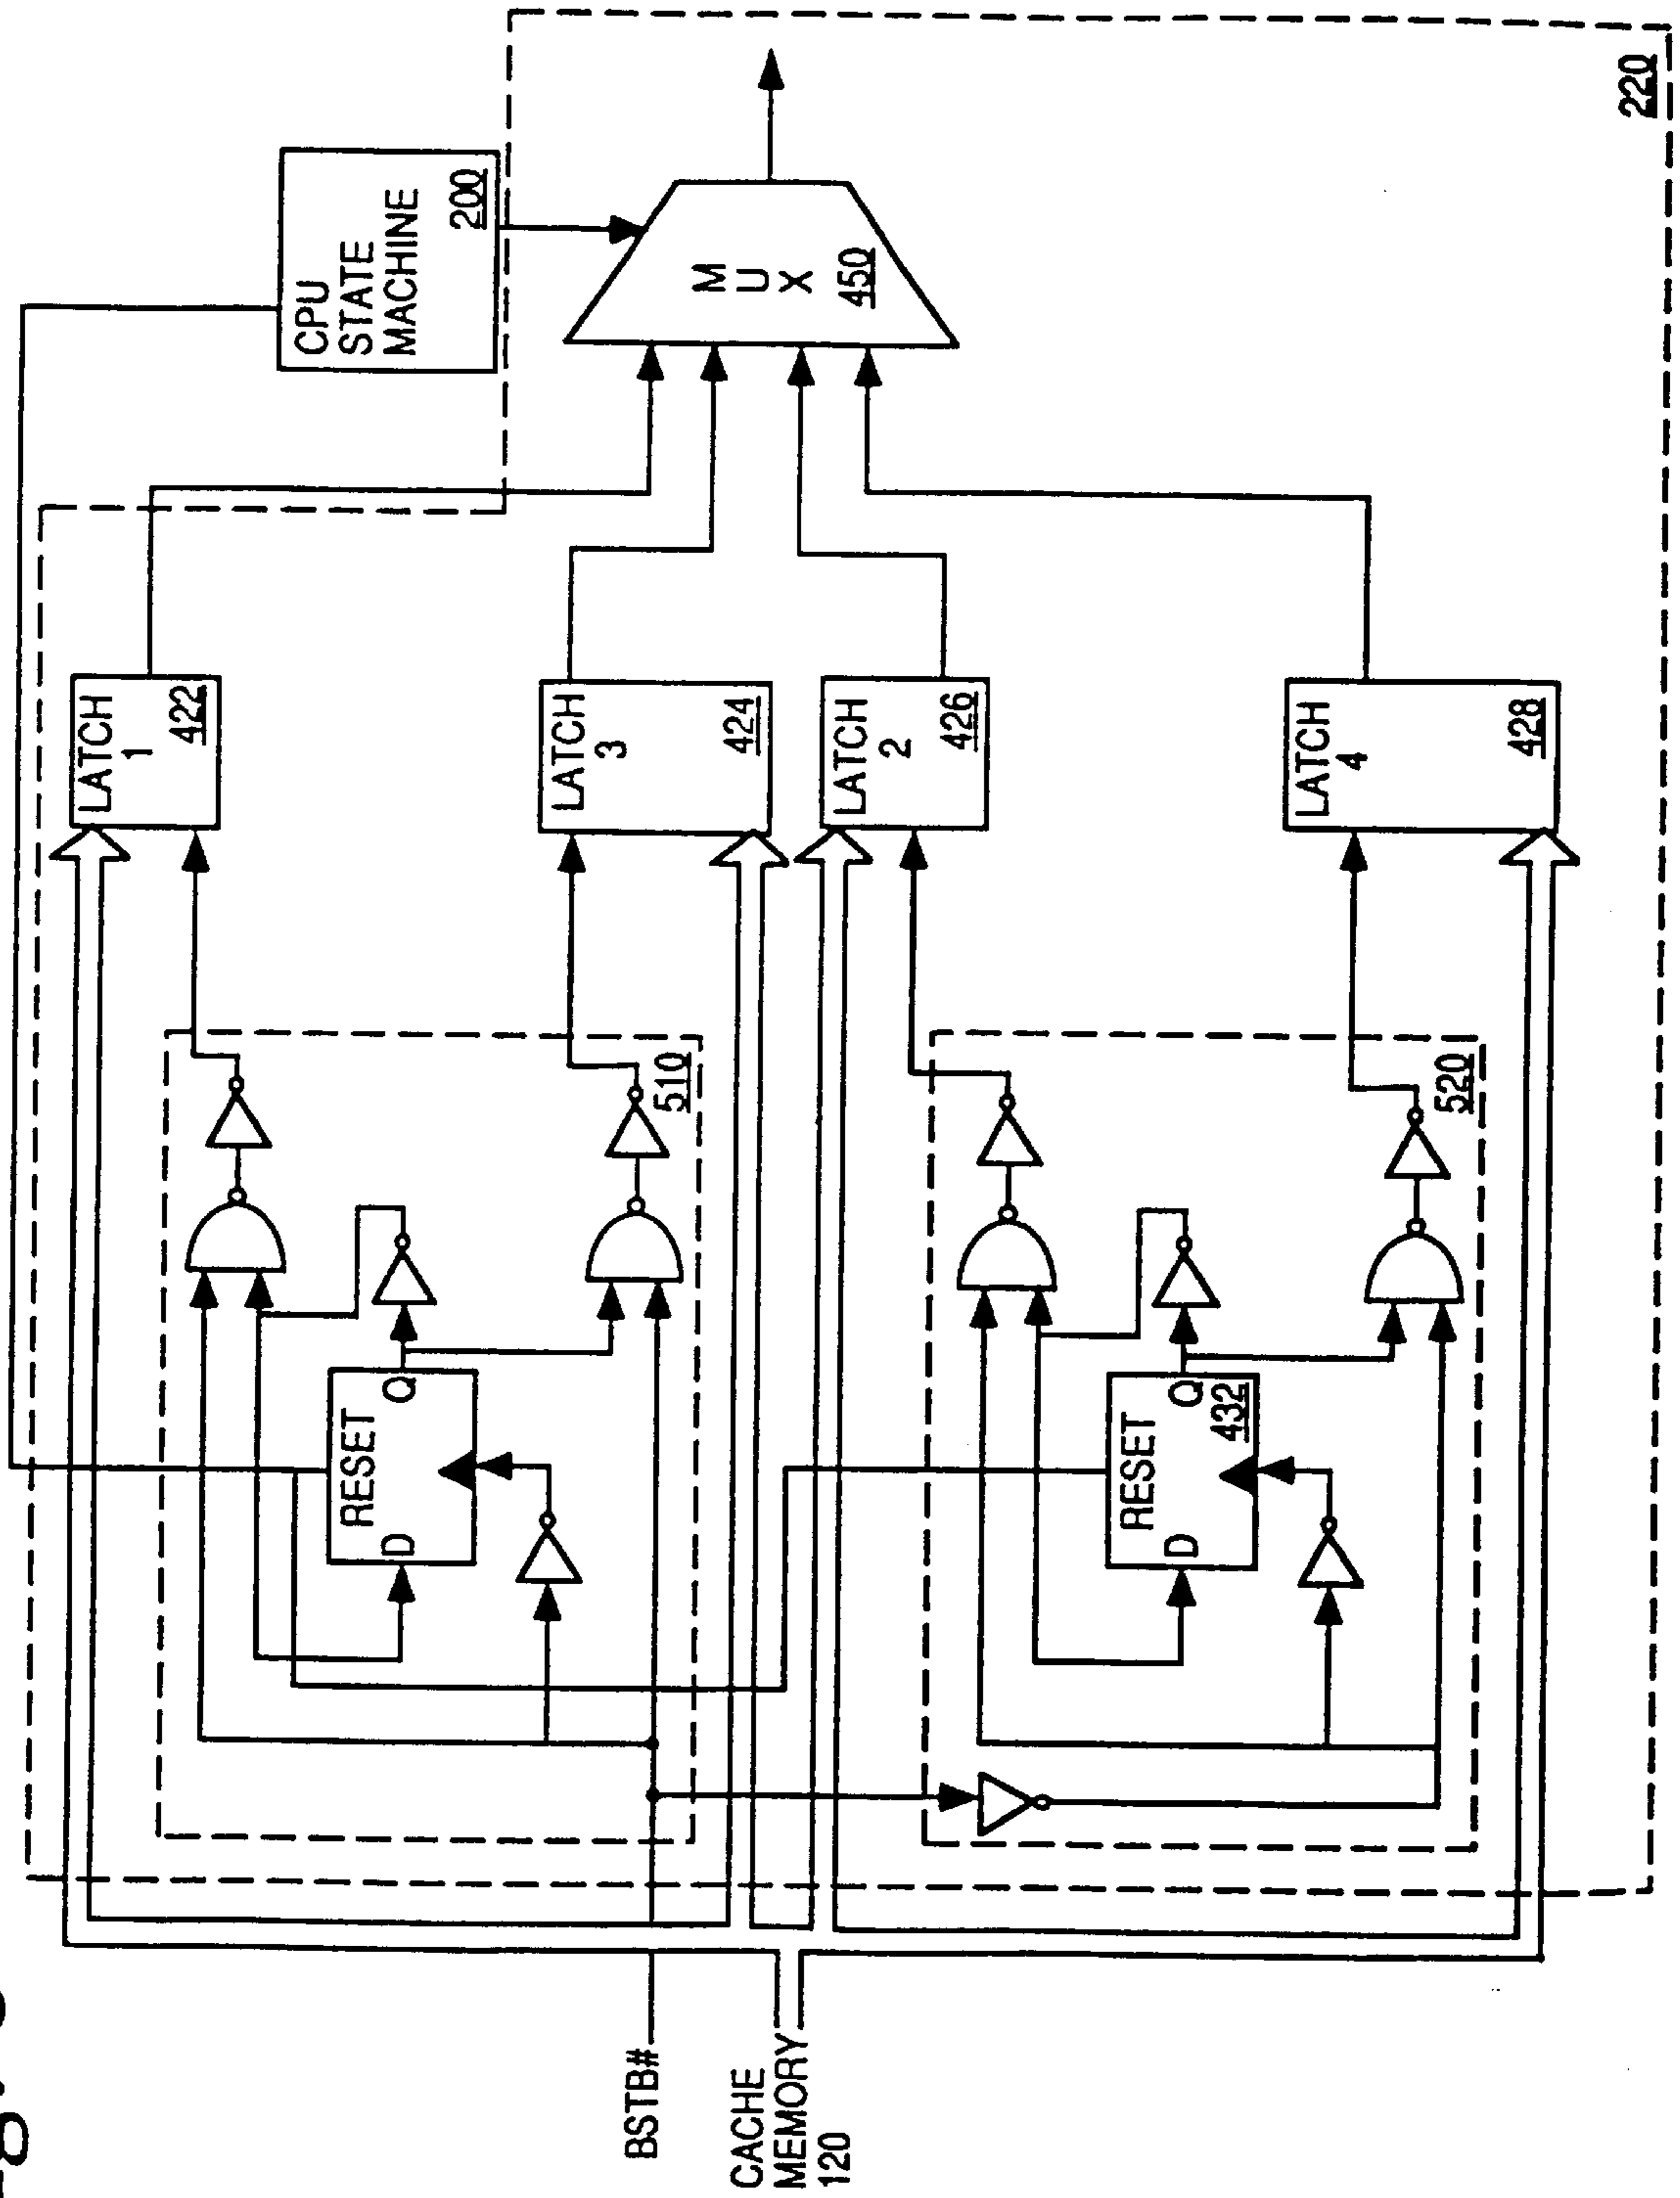 CPU
STATE
MACHINE
200
220
M
U
X
450
LATCH
1
422
LATCH
3
424
LATCH
2
426
LATCH
4
428
510
RESET
D
Q
520
RESET
D
Q
432
BSTB#
CACHE
MEMORY
120